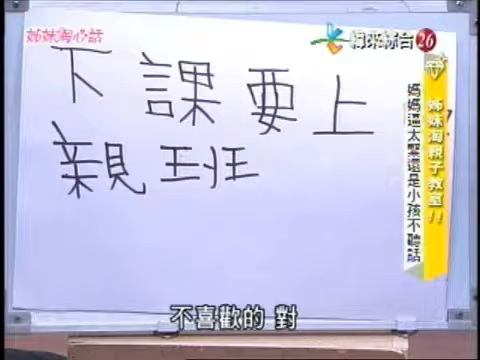 姊妹淘心話
緯來綜台 26
下課要上
親班
姊妹淘親子教室!!
媽媽逼太緊還是小孩不聽話
不喜歡的 對